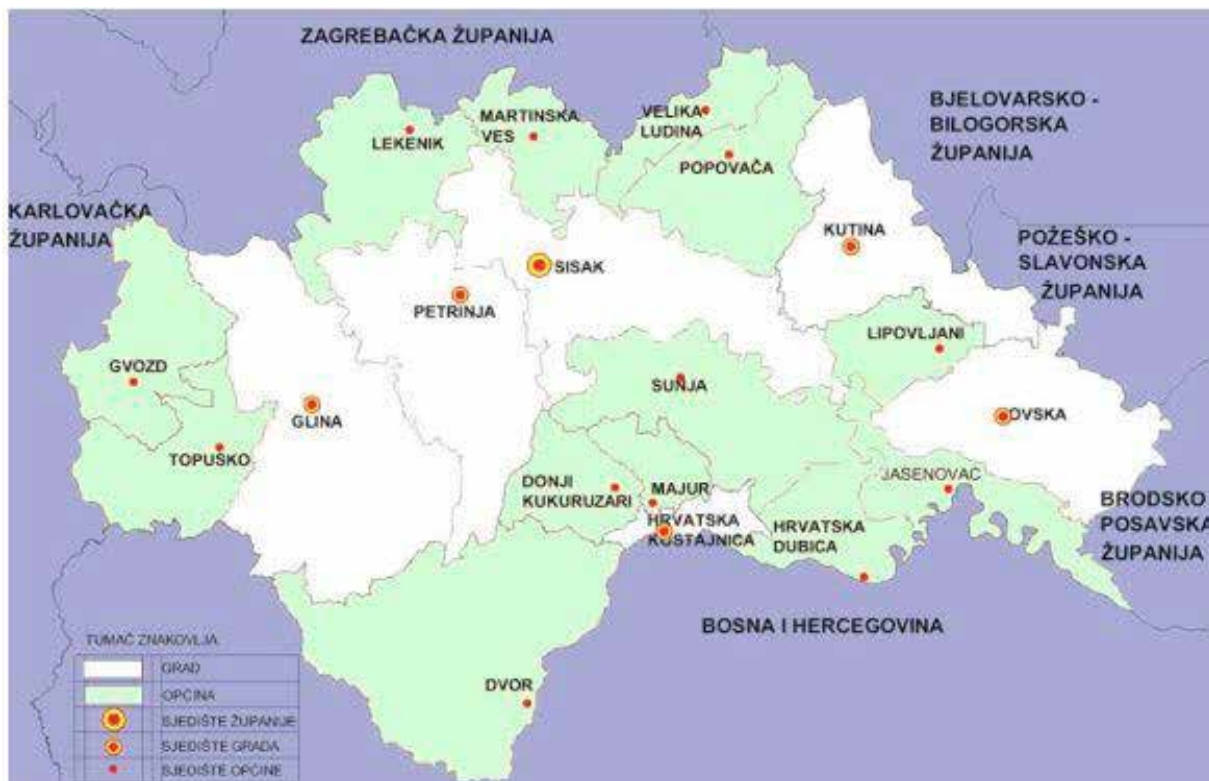 ZAGREBAČKA ŽUPANIJA
BJELOVARSKO -
BILOGORSKA
ŽUPANIJA
KARLOVAČKA
ŽUPANIJA
POŽEŠKO -
SLAVONSKA
ŽUPANIJA
LEKENIK
MARTINSKA
VES
VELIKA
LUDINA
POPOVAČA
KUTINA
SISAK
PETRINJA
LIPOVLJANI
GVOZD
SUNJA
GLINA
OVSKA
TOPUSKO
DONJI
KUKURUZARI
MAJUR
JASENOVAC
HRVATSKA
KOSTAJNICA
HRVATSKA
DUBICA
BRODSKO
POSAVSKA
ŽUPANIJA
BOSNA I HERCEGOVINA
DVOR
TUMAČ ZNAKOVLJA
GRAD
OPĆINA
SJEDIŠTE ŽUPANIJE
SJEDIŠTE GRADA
SJEDIŠTE OPĆINE